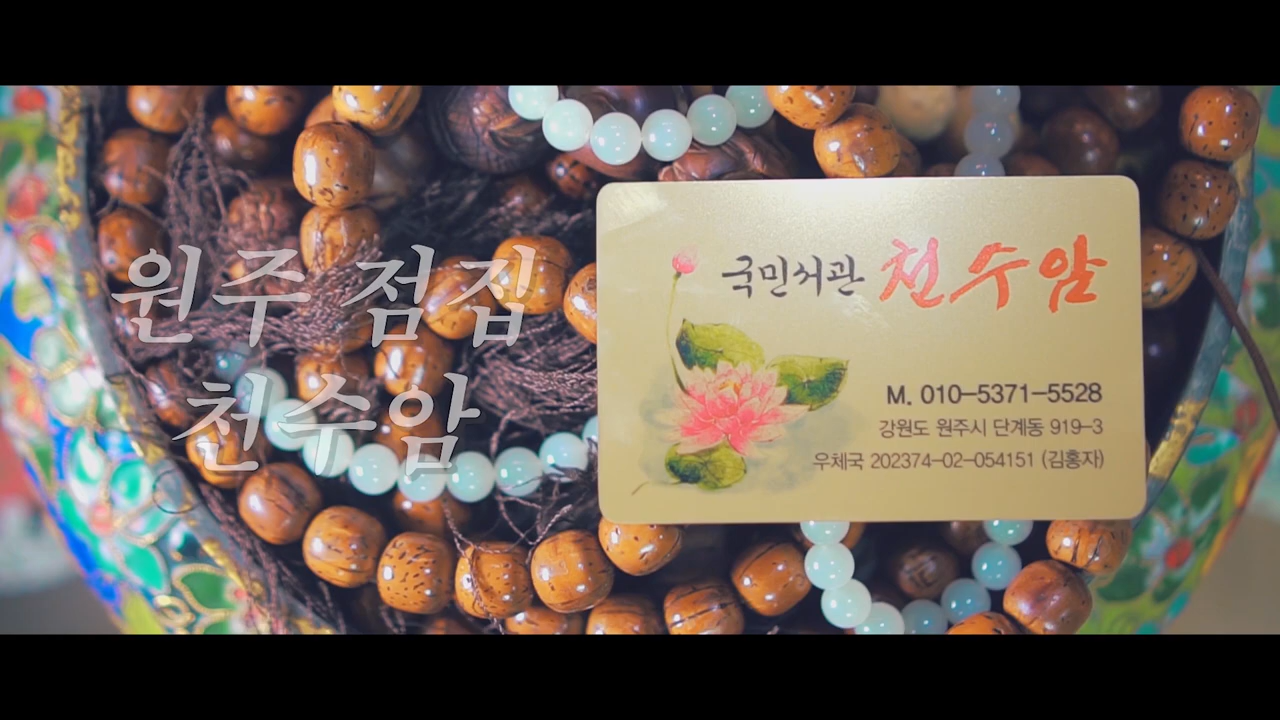 원주 점집
천수암
국민서관 천수암
M. 010-5371-5528
강원도 원주시 단계동 919-3
우체국 202374-02-054151 (김홍자)